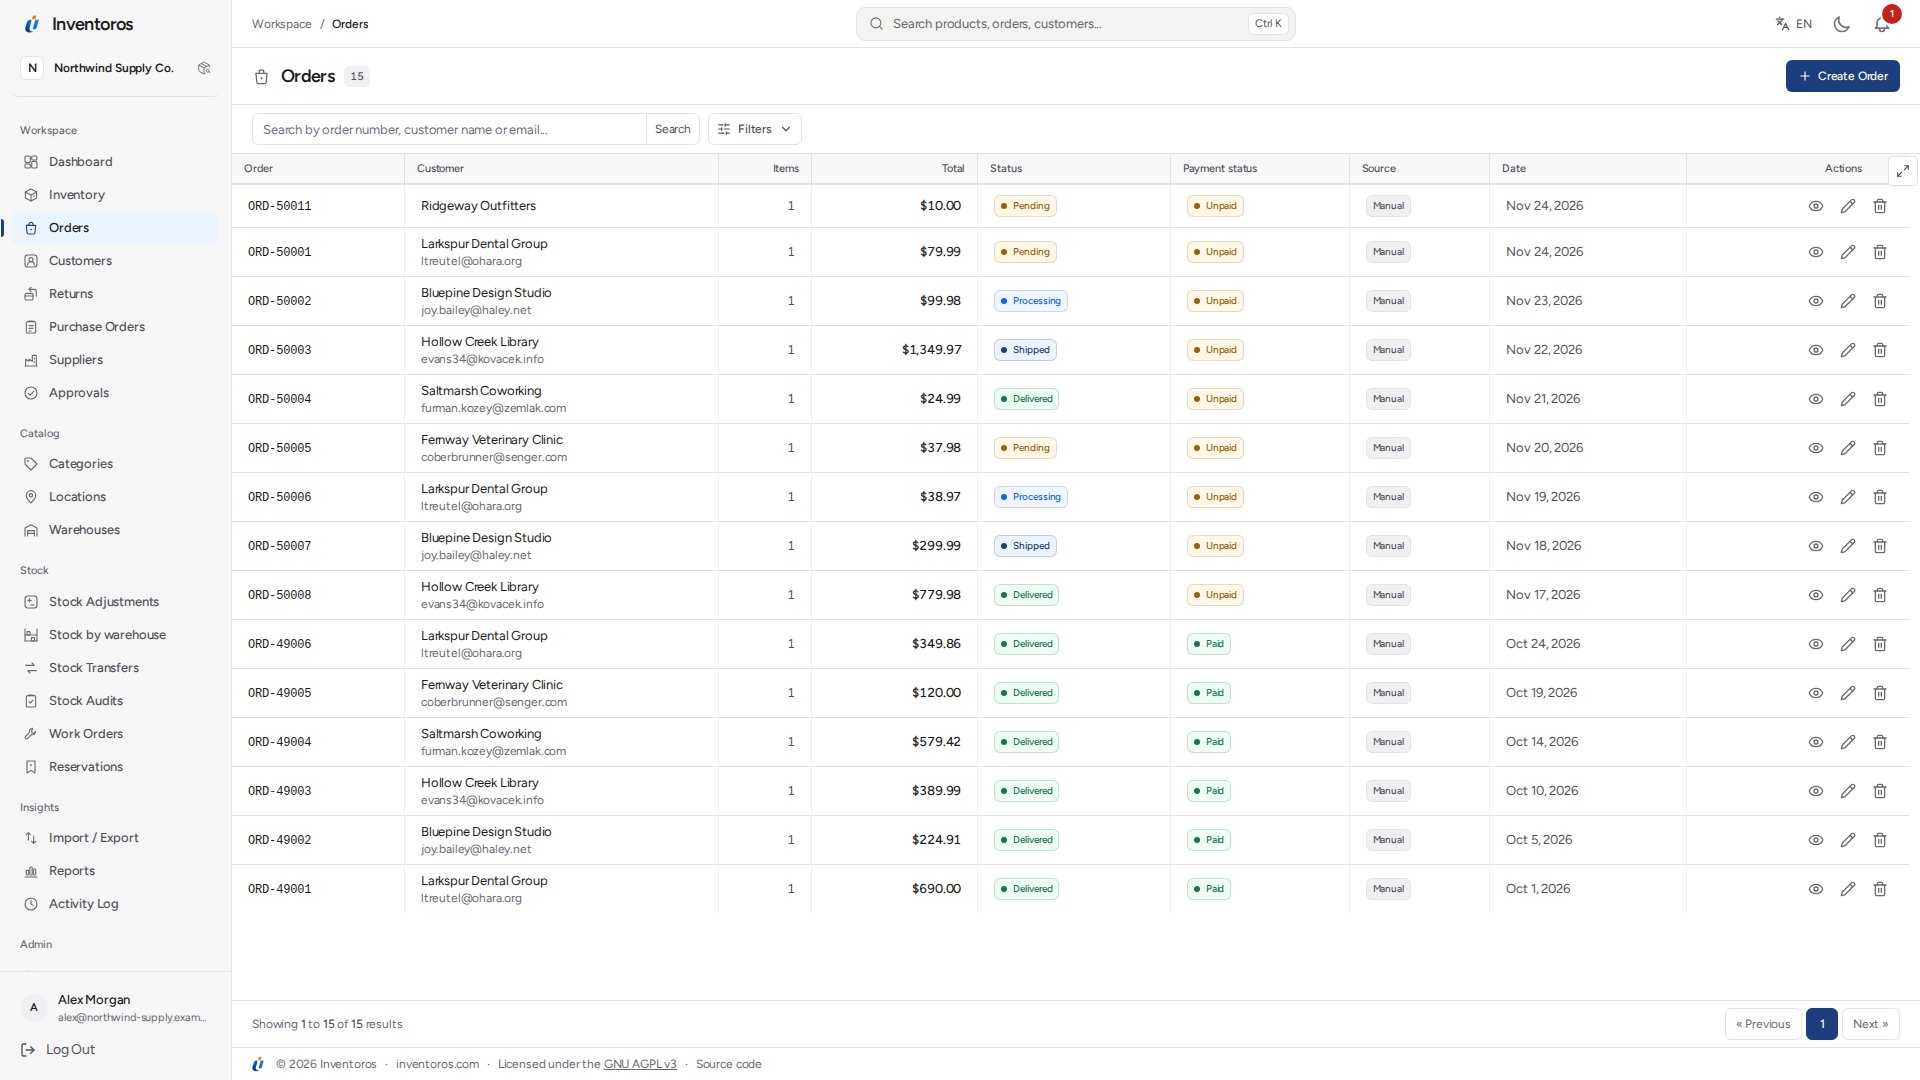 Inventoros
N Northwind Supply Co.
Workspace
Dashboard
Inventory
Orders
Customers
Returns
Purchase Orders
Suppliers
Approvals
Catalog
Categories
Locations
Warehouses
Stock
Stock Adjustments
Stock by warehouse
Stock Transfers
Stock Audits
Work Orders
Reservations
Insights
Import / Export
Reports
Activity Log
Admin
A Alex Morgan
alex@northwind-supply.exam...
Log Out
Workspace / Orders
Search products, orders, customers... Ctrl K
EN 1
Orders 15
Create Order
Search by order number, customer name or email... Search Filters
Order Customer Items Total Status Payment status Source Date Actions
ORD-50011 Ridgeway Outfitters 1 $10.00 Pending Unpaid Manual Nov 24, 2026
ORD-50001 Larkspur Dental Group 1 $79.99 Pending Unpaid Manual Nov 24, 2026
ltreutel@ohara.org
ORD-50002 Bluepine Design Studio 1 $99.98 Processing Unpaid Manual Nov 23, 2026
joy.bailey@haley.net
ORD-50003 Hollow Creek Library 1 $1,349.97 Shipped Unpaid Manual Nov 22, 2026
evans34@kovacek.info
ORD-50004 Saltmarsh Coworking 1 $24.99 Delivered Unpaid Manual Nov 21, 2026
furman.kozey@zemlak.com
ORD-50005 Fernway Veterinary Clinic 1 $37.98 Pending Unpaid Manual Nov 20, 2026
coberbrunner@senger.com
ORD-50006 Larkspur Dental Group 1 $38.97 Processing Unpaid Manual Nov 19, 2026
ltreutel@ohara.org
ORD-50007 Bluepine Design Studio 1 $299.99 Shipped Unpaid Manual Nov 18, 2026
joy.bailey@haley.net
ORD-50008 Hollow Creek Library 1 $779.98 Delivered Unpaid Manual Nov 17, 2026
evans34@kovacek.info
ORD-49006 Larkspur Dental Group 1 $349.86 Delivered Paid Manual Oct 24, 2026
ltreutel@ohara.org
ORD-49005 Fernway Veterinary Clinic 1 $120.00 Delivered Paid Manual Oct 19, 2026
coberbrunner@senger.com
ORD-49004 Saltmarsh Coworking 1 $579.42 Delivered Paid Manual Oct 14, 2026
furman.kozey@zemlak.com
ORD-49003 Hollow Creek Library 1 $389.99 Delivered Paid Manual Oct 10, 2026
evans34@kovacek.info
ORD-49002 Bluepine Design Studio 1 $224.91 Delivered Paid Manual Oct 5, 2026
joy.bailey@haley.net
ORD-49001 Larkspur Dental Group 1 $690.00 Delivered Paid Manual Oct 1, 2026
ltreutel@ohara.org
Showing 1 to 15 of 15 results
« Previous 1 Next »
© 2026 Inventoros · inventoros.com · Licensed under the GNU AGPL v3 · Source code